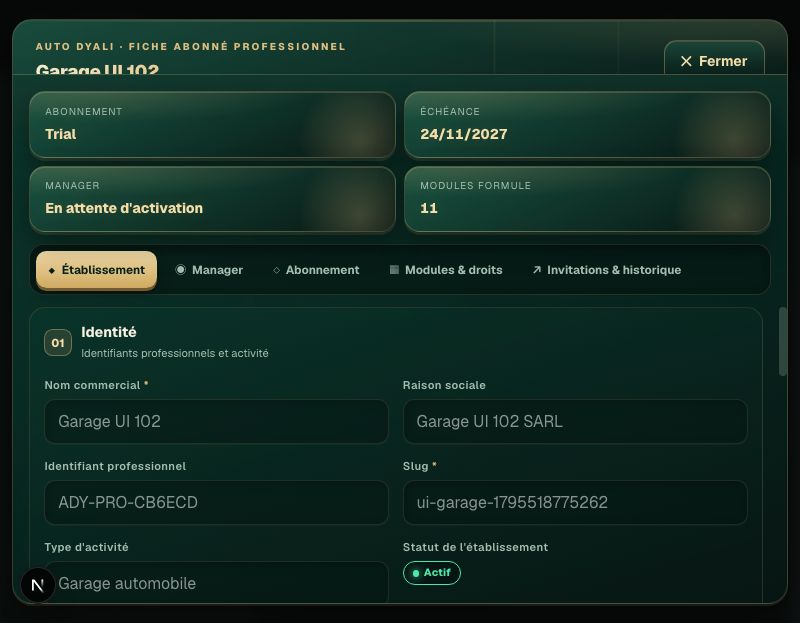 AUTO DYALI · FICHE ABONNÉ PROFESSIONNEL
Garage UI 102
Fermer
ABONNEMENT
Trial
ÉCHÉANCE
24/11/2027
MANAGER
En attente d'activation
MODULES FORMULE
11
Établissement
Manager
Abonnement
Modules & droits
Invitations & historique
01
Identité
Identifiants professionnels et activité
Nom commercial *
Raison sociale
Garage UI 102
Garage UI 102 SARL
Identifiant professionnel
Slug *
ADY-PRO-CB6ECD
ui-garage-1795518775262
Type d'activité
Statut de l'établissement
Garage automobile
Actif
N